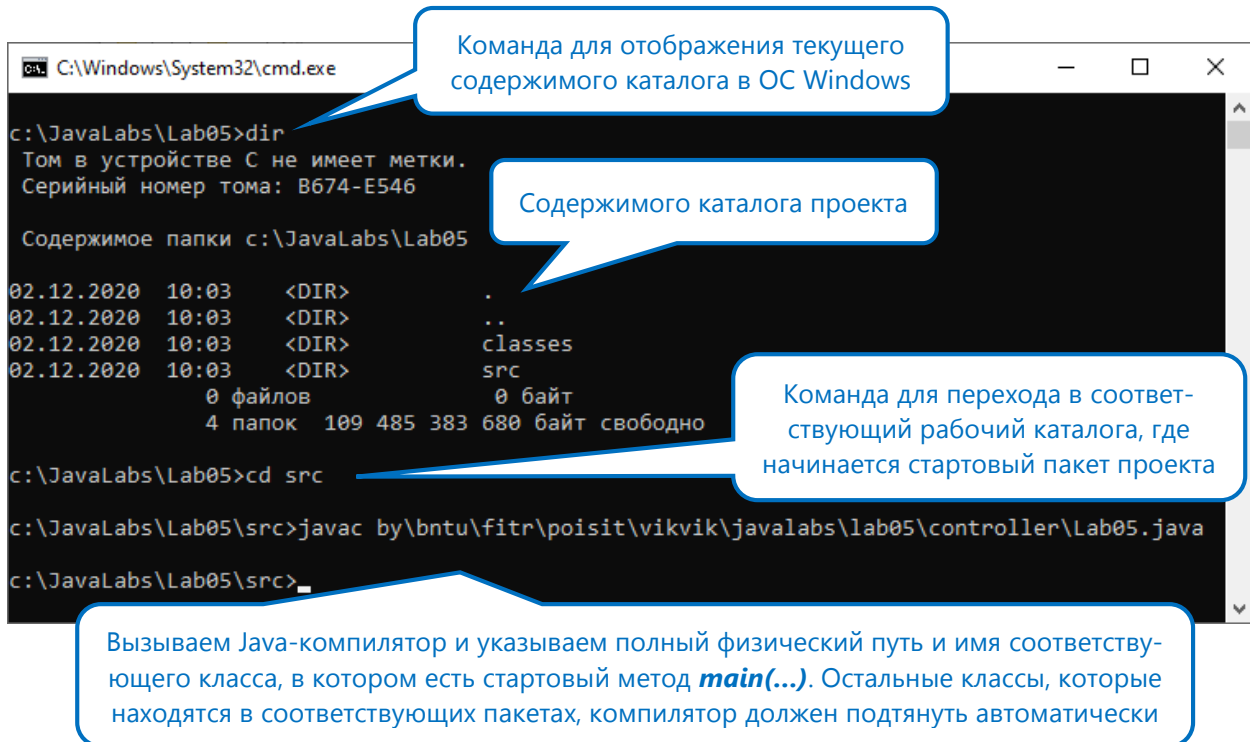 Команда для отображения текущего
содержимого каталога в ОС Windows
C:\Windows\System32\cmd.exe
c:\JavaLabs\Lab05>dir
Том в устройстве C не имеет метки.
Серийный номер тома: B674-E546
Содержимого каталога проекта
Содержимое папки c:\JavaLabs\Lab05
02.12.2020 10:03 <DIR> .
02.12.2020 10:03 <DIR> ..
02.12.2020 10:03 <DIR> classes
02.12.2020 10:03 <DIR> src
0 файлов 0 байт
4 папок 109 485 383 680 байт свободно
Команда для перехода в соответ-
ствующий рабочий каталога, где
начинается стартовый пакет проекта
c:\JavaLabs\Lab05>cd src
c:\JavaLabs\Lab05\src>javac by\bntu\fitr\poisit\vikvik\javalabs\lab05\controller\Lab05.java
c:\JavaLabs\Lab05\src>_
Вызываем Java-компилятор и указываем полный физический путь и имя соответству-
ющего класса, в котором есть стартовый метод main(...). Остальные классы, которые
находятся в соответствующих пакетах, компилятор должен подтянуть автоматически